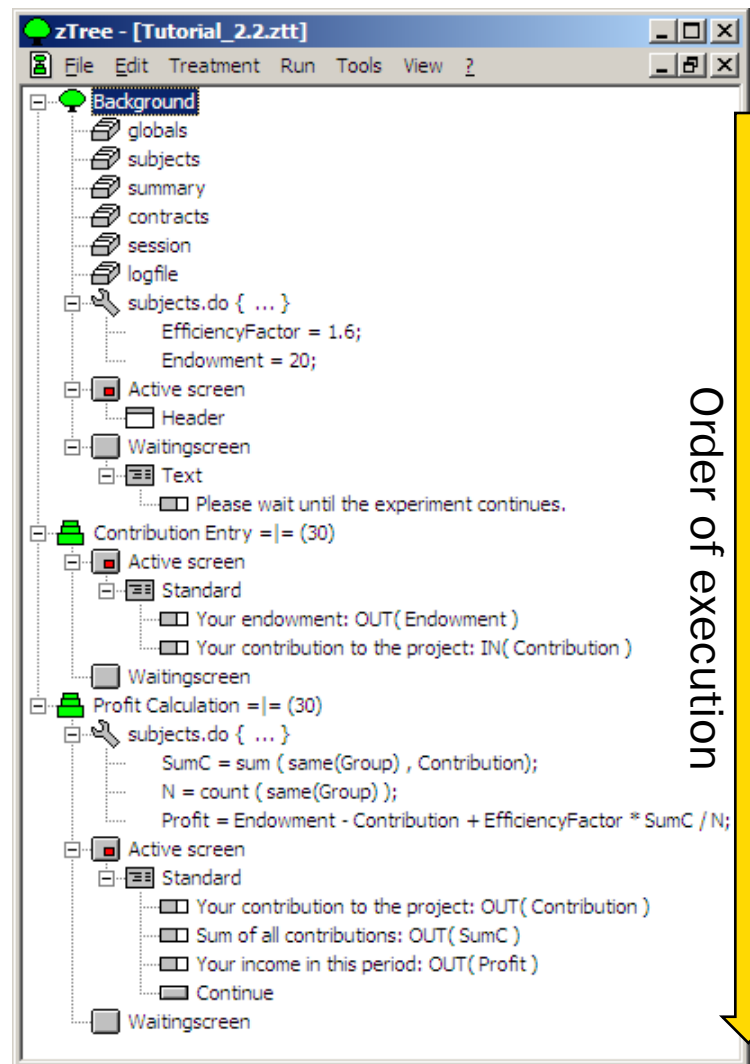 zTree - [Tutorial_2.2.ztt]
File Edit Treatment Run Tools View ?
Background
globals
subjects
summary
contracts
session
logfile
subjects.do { ... }
EfficiencyFactor = 1.6;
Endowment = 20;
Active screen
Header
Waitingscreen
Text
Please wait until the experiment continues.
Contribution Entry =|= (30)
Active screen
Standard
Your endowment: OUT( Endowment )
Your contribution to the project: IN( Contribution )
Waitingscreen
Profit Calculation =|= (30)
subjects.do { ... }
SumC = sum ( same(Group) , Contribution);
N = count ( same(Group) );
Profit = Endowment - Contribution + EfficiencyFactor * SumC / N;
Active screen
Standard
Your contribution to the project: OUT( Contribution )
Sum of all contributions: OUT( SumC )
Your income in this period: OUT( Profit )
Continue
Waitingscreen
Order of execution